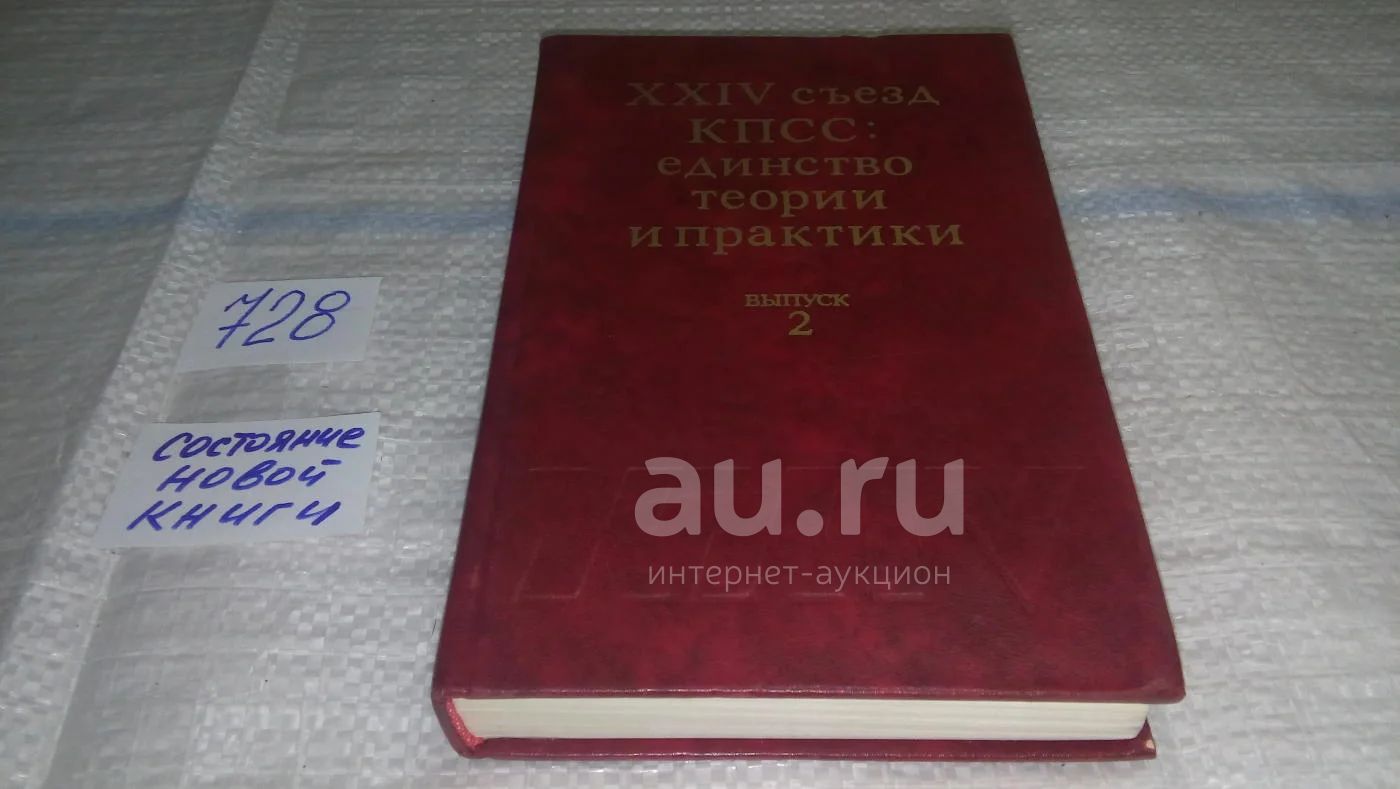 XXIV съезд
КПСС:
единство
теории
и практики
выпуск
2
728
состояние
новой
книги
au.ru
интернет-аукцион